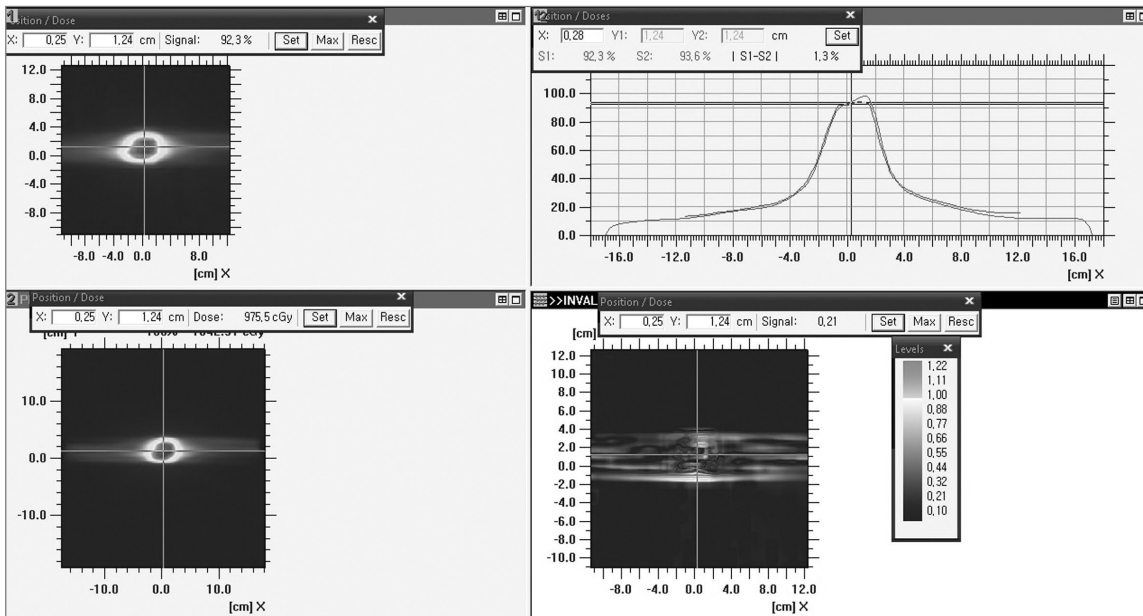 Position / Dose
X: 0,25 Y: 1,24 cm Signal: 92,3 % Set Max Resc
12.0
8.0
4.0
0.0
-4.0
-8.0
-8.0 0.0 8.0
[cm] X
Position / Doses
X: 0,28 Y1: 1,24 Y2: 1,24 cm Set
S1: 92,3 % S2: 93,6 % | S1-S2 | 1,3 %
100.0
80.0
60.0
40.0
20.0
0.0
-16.0 -12.0 -8.0 -4.0 0.0 4.0 8.0 12.0 16.0
[cm] X
2 P
Position / Dose
X: 0,25 Y: 1,24 cm Dose: 975,5 cGy Set Max Resc
10.0
0.0
-10.0
-10.0 0.0 10.0
[cm] X
>>INVAL
Position / Dose
X: 0,25 Y: 1,24 cm Signal: 0,21 Set Max Resc
[cm]
12.0
10.0
8.0
6.0
4.0
2.0
0.0
-2.0
-4.0
-6.0
-8.0
-10.0
-8.0 -4.0 0.0 4.0 8.0 12.0
[cm] X
Levels
1,22
1,11
1,00
0,88
0,77
0,66
0,55
0,44
0,32
0,21
0,10